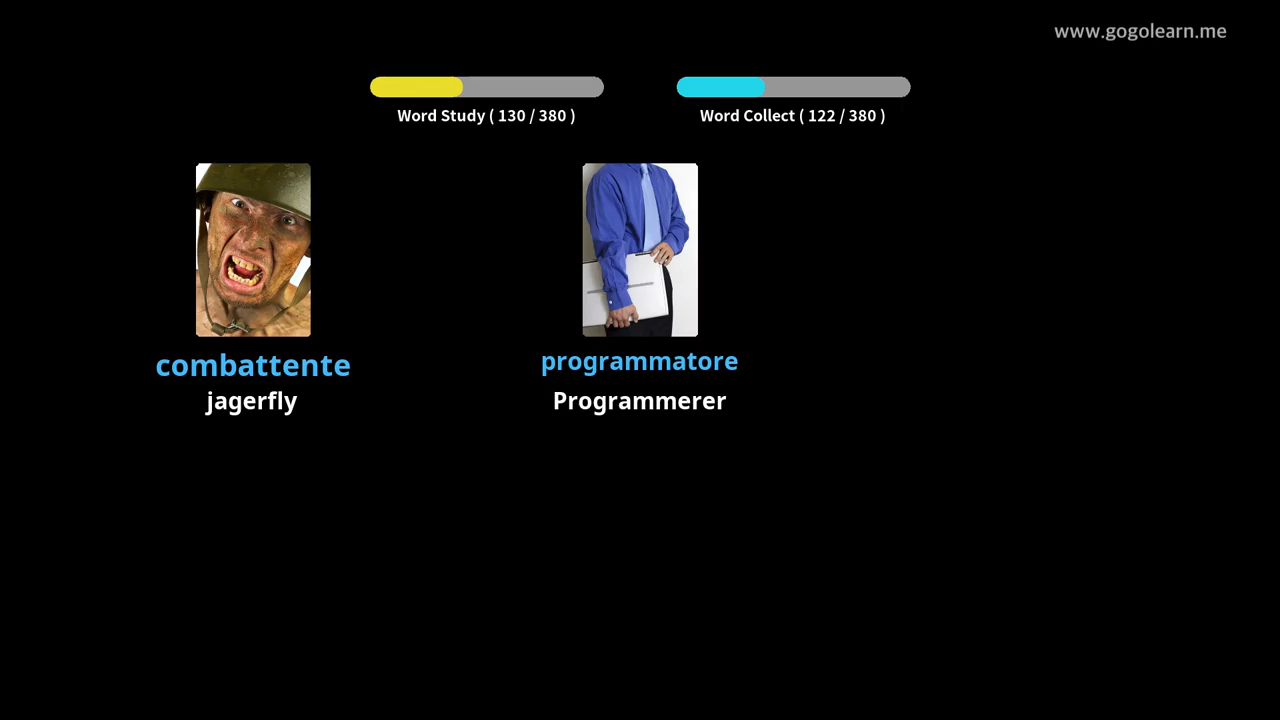 www.gogolearn.me
Word Study ( 130 / 380 )
Word Collect ( 122 / 380 )
combattente
programmatore
jagerfly
Programmerer